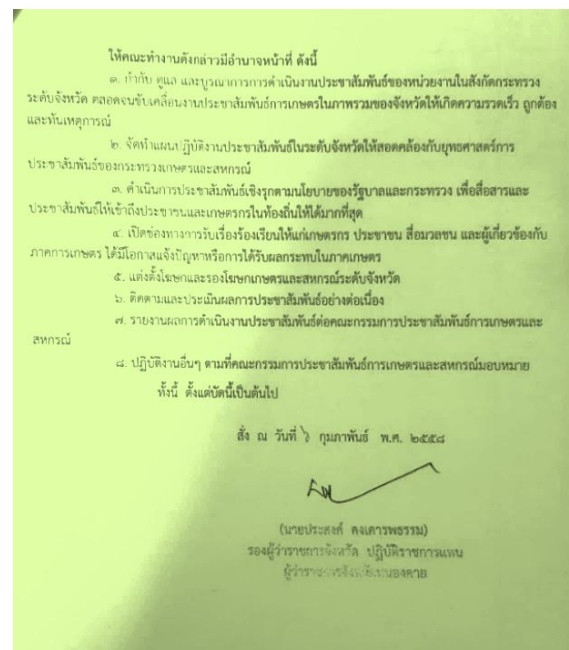 ให้คณะทำงานดังกล่าวมีอำนาจหน้าที่ ดังนี้
๑. กำกับ ดูแล และบูรณาการการดำเนินงานประชาสัมพันธ์ของหน่วยงานในสังกัดกระทรวง
ระดับจังหวัด ตลอดจนขับเคลื่อนงานประชาสัมพันธ์การเกษตรในภาพรวมของจังหวัดให้เกิดความรวดเร็ว ถูกต้อง
และทันเหตุการณ์
๒. จัดทำแผนปฏิบัติงานประชาสัมพันธ์ในระดับจังหวัดให้สอดคล้องกับยุทธศาสตร์การ
ประชาสัมพันธ์ของกระทรวงเกษตรและสหกรณ์
๓. ดำเนินการประชาสัมพันธ์เชิงรุกตามนโยบายของรัฐบาลและกระทรวง เพื่อสื่อสารและ
ประชาสัมพันธ์ให้เข้าถึงประชาชนและเกษตรกรในท้องถิ่นให้ได้มากที่สุด
๔. เปิดช่องทางการรับเรื่องร้องเรียนให้แก่เกษตรกร ประชาชน สื่อมวลชน และผู้เกี่ยวข้องกับ
ภาคการเกษตร ได้มีโอกาสแจ้งปัญหาหรือการได้รับผลกระทบในภาคเกษตร
๕. แต่งตั้งโฆษกและรองโฆษกเกษตรและสหกรณ์ระดับจังหวัด
๖. ติดตามและประเมินผลการประชาสัมพันธ์อย่างต่อเนื่อง
๗. รายงานผลการดำเนินงานประชาสัมพันธ์ต่อคณะกรรมการประชาสัมพันธ์การเกษตรและ
สหกรณ์
๘. ปฏิบัติงานอื่นๆ ตามที่คณะกรรมการประชาสัมพันธ์การเกษตรและสหกรณ์มอบหมาย
ทั้งนี้ ตั้งแต่บัดนี้เป็นต้นไป
สั่ง ณ วันที่ ๖ กุมภาพันธ์ พ.ศ. ๒๕๕๘
(นายประสงค์ คงเคารพธรรม)
รองผู้ว่าราชการจังหวัด ปฏิบัติราชการแทน
ผู้ว่าราชการจังหวัดหนองคาย